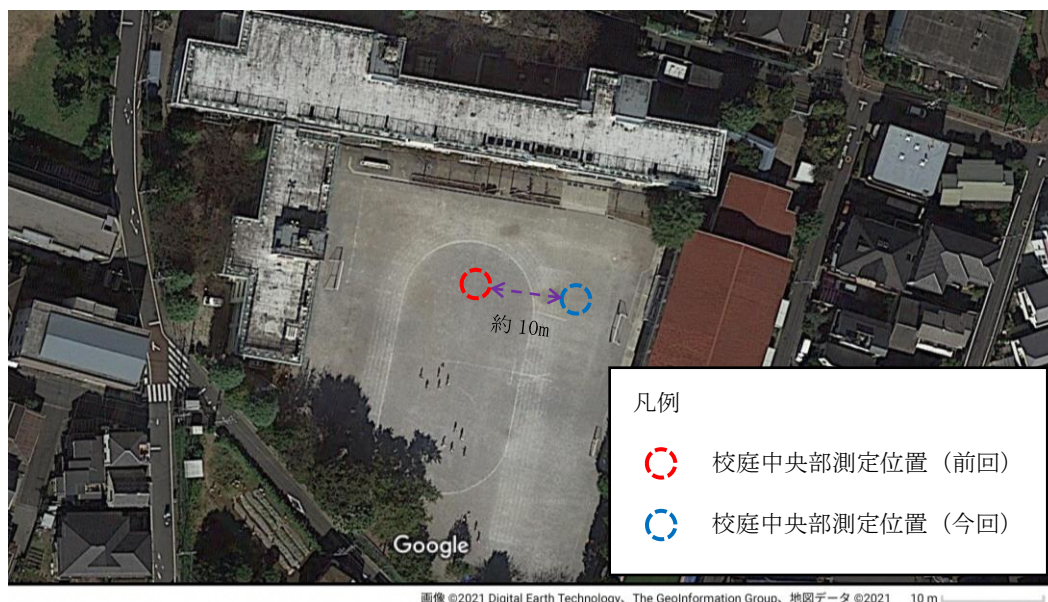 約 10m
凡例
校庭中央部測定位置（前回）
校庭中央部測定位置（今回）
Google
画像 ©2021 Digital Earth Technology、The GeoInformation Group、地図データ ©2021 10 m